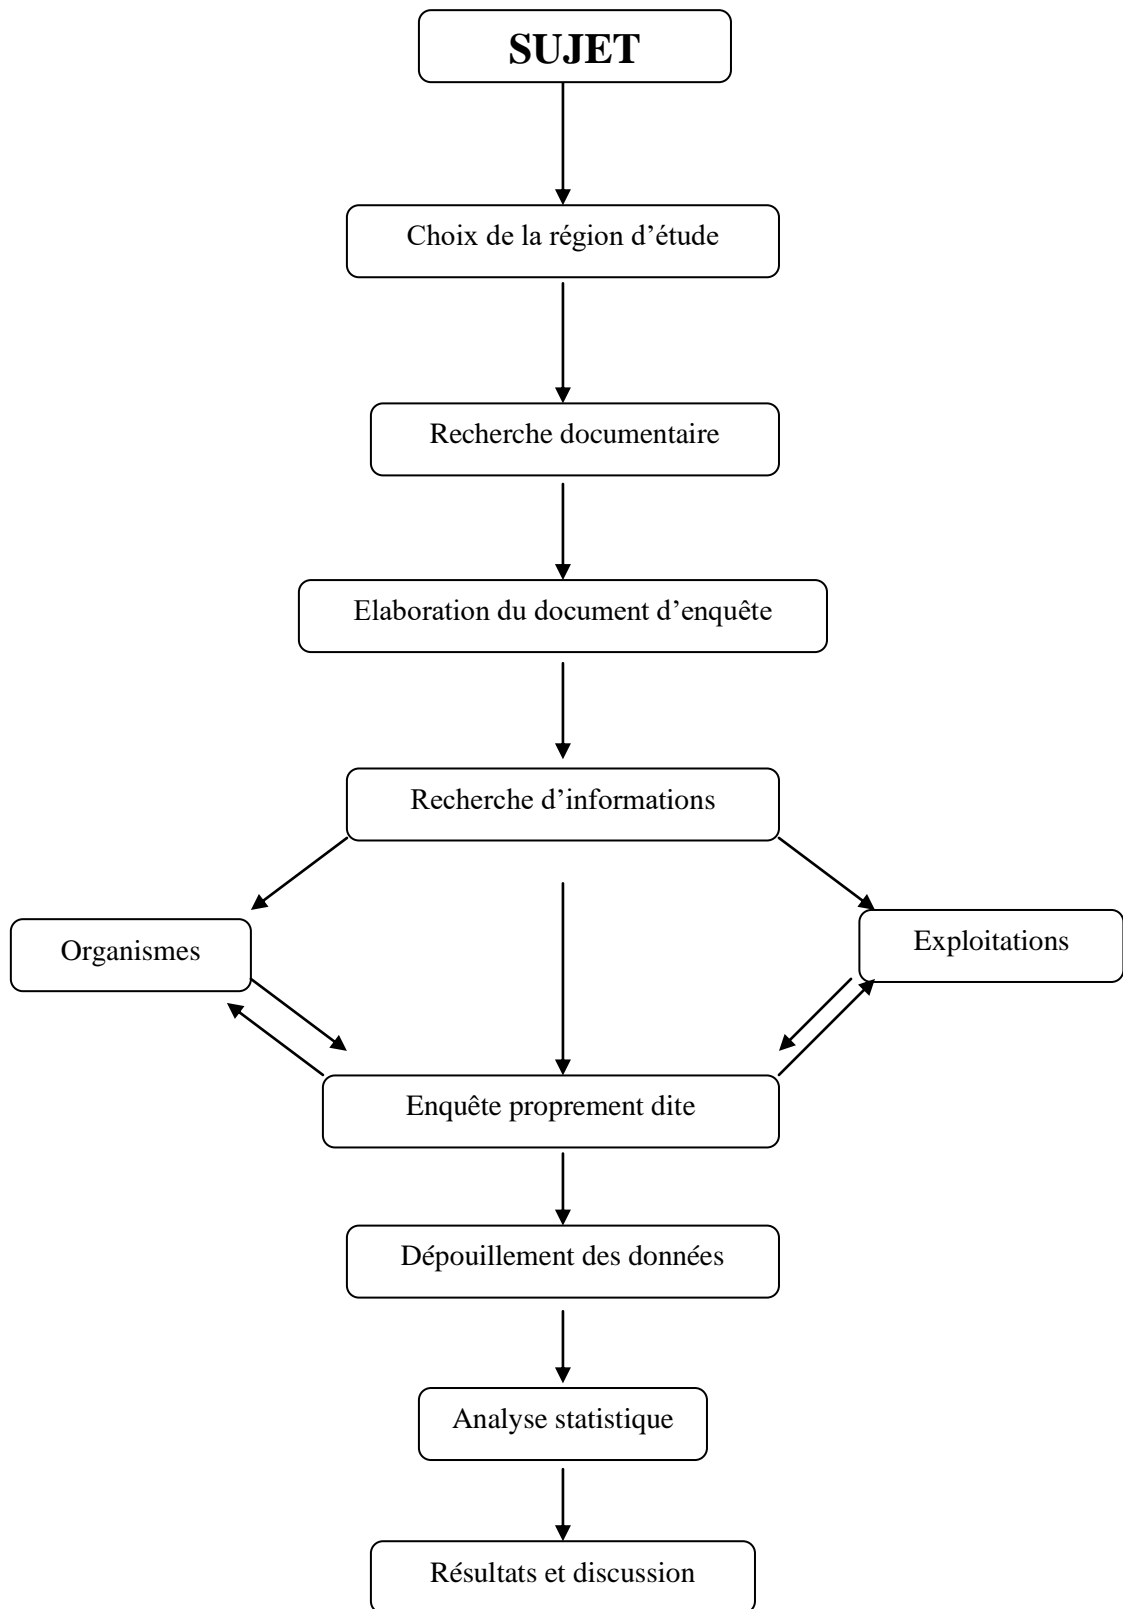 SUJET
Choix de la région d’étude
Recherche documentaire
Elaboration du document d’enquête
Recherche d’informations
Organismes
Exploitations
Enquête proprement dite
Dépouillement des données
Analyse statistique
Résultats et discussion